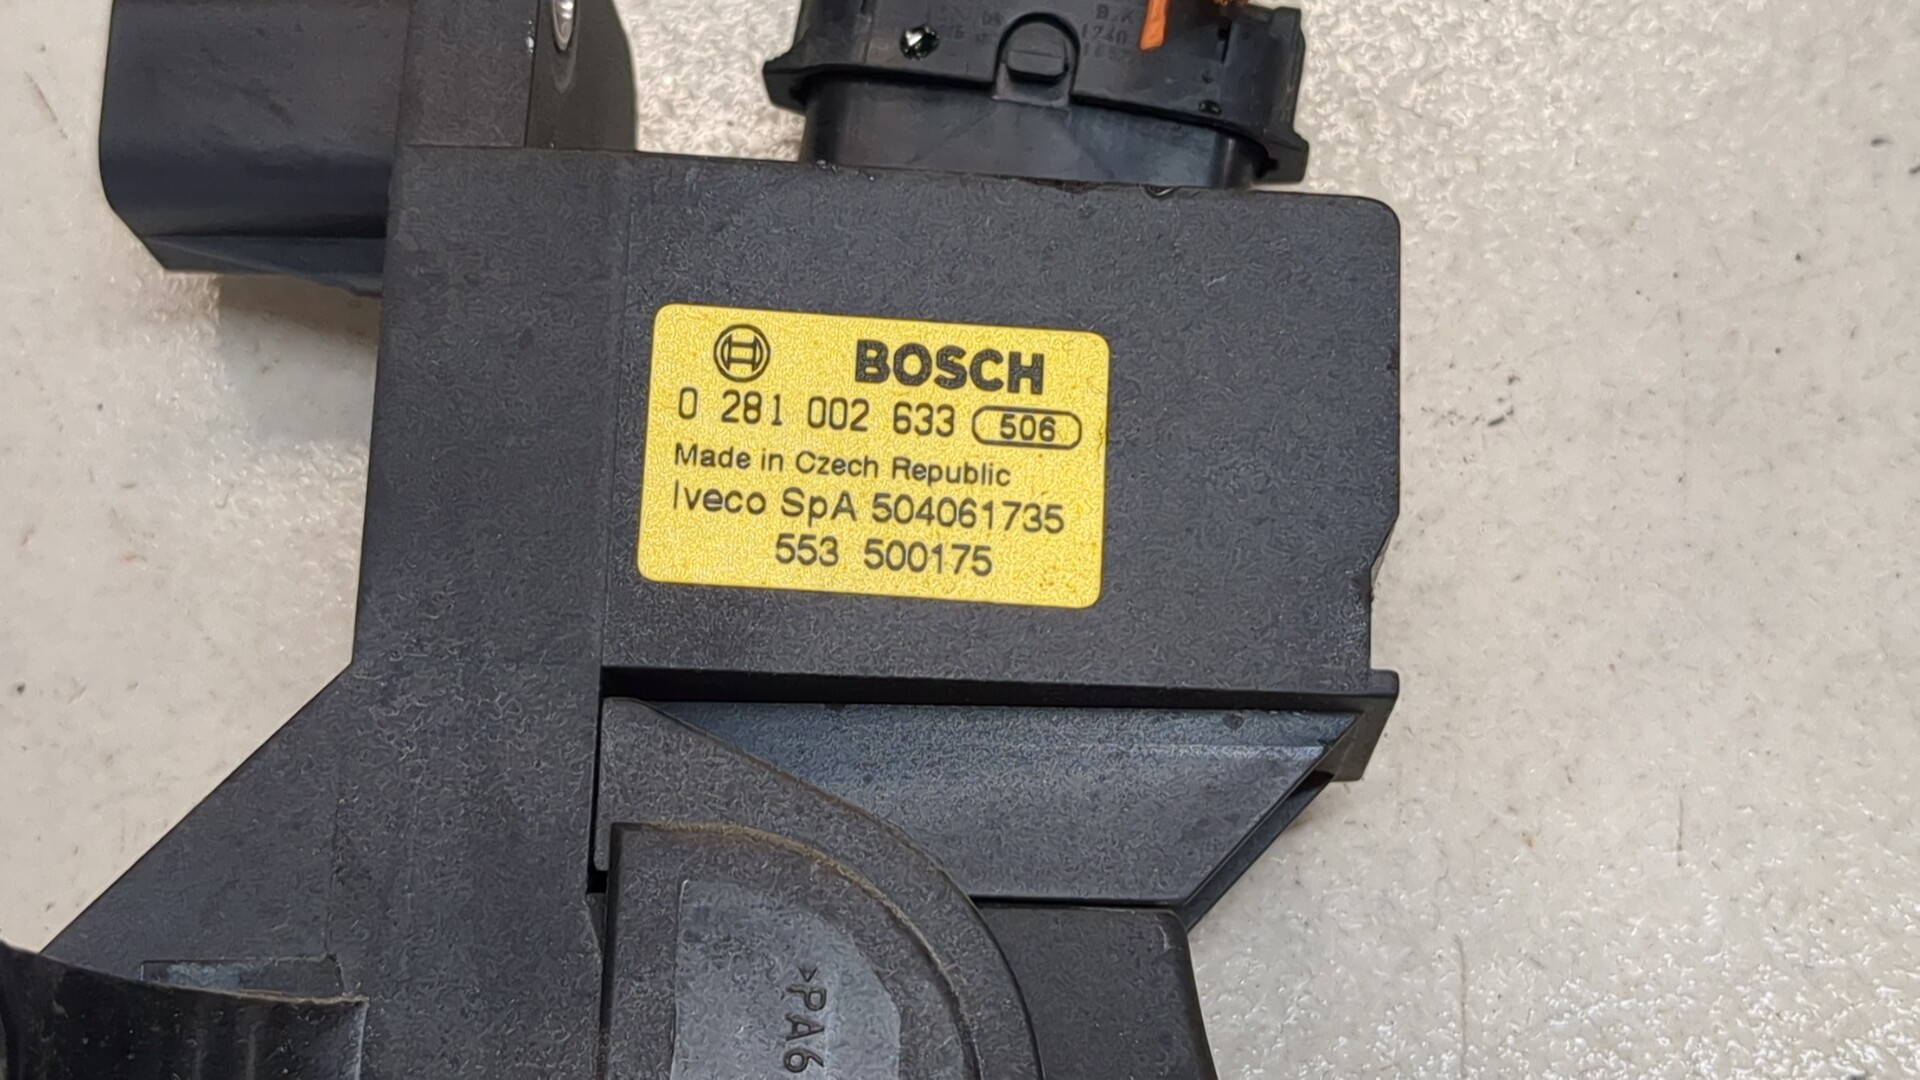 BOSCH
0 281 002 633 506
Made in Czech Republic
Iveco SpA 504061735
553 500175
>PA6